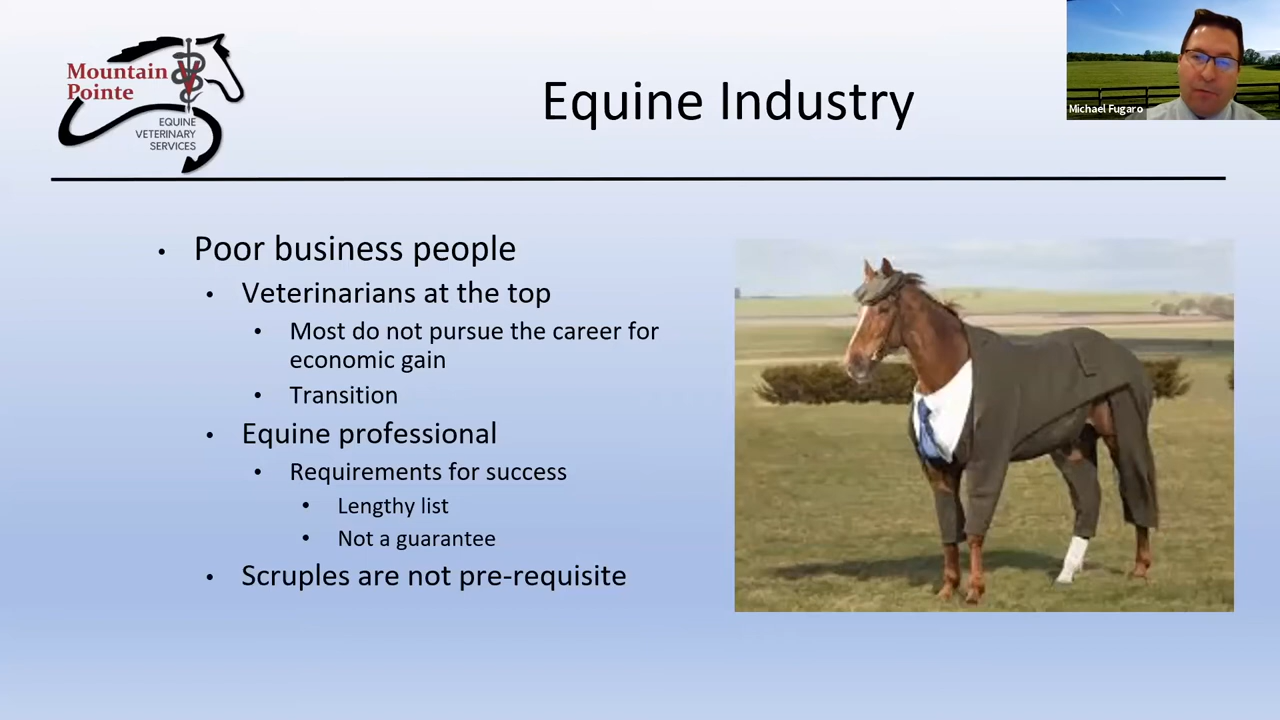 Mountain
Pointe
EQUINE
VETERINARY
SERVICES
Equine Industry
Michael Fugaro
• Poor business people
• Veterinarians at the top
• Most do not pursue the career for
economic gain
• Transition
• Equine professional
• Requirements for success
• Lengthy list
• Not a guarantee
• Scruples are not pre-requisite